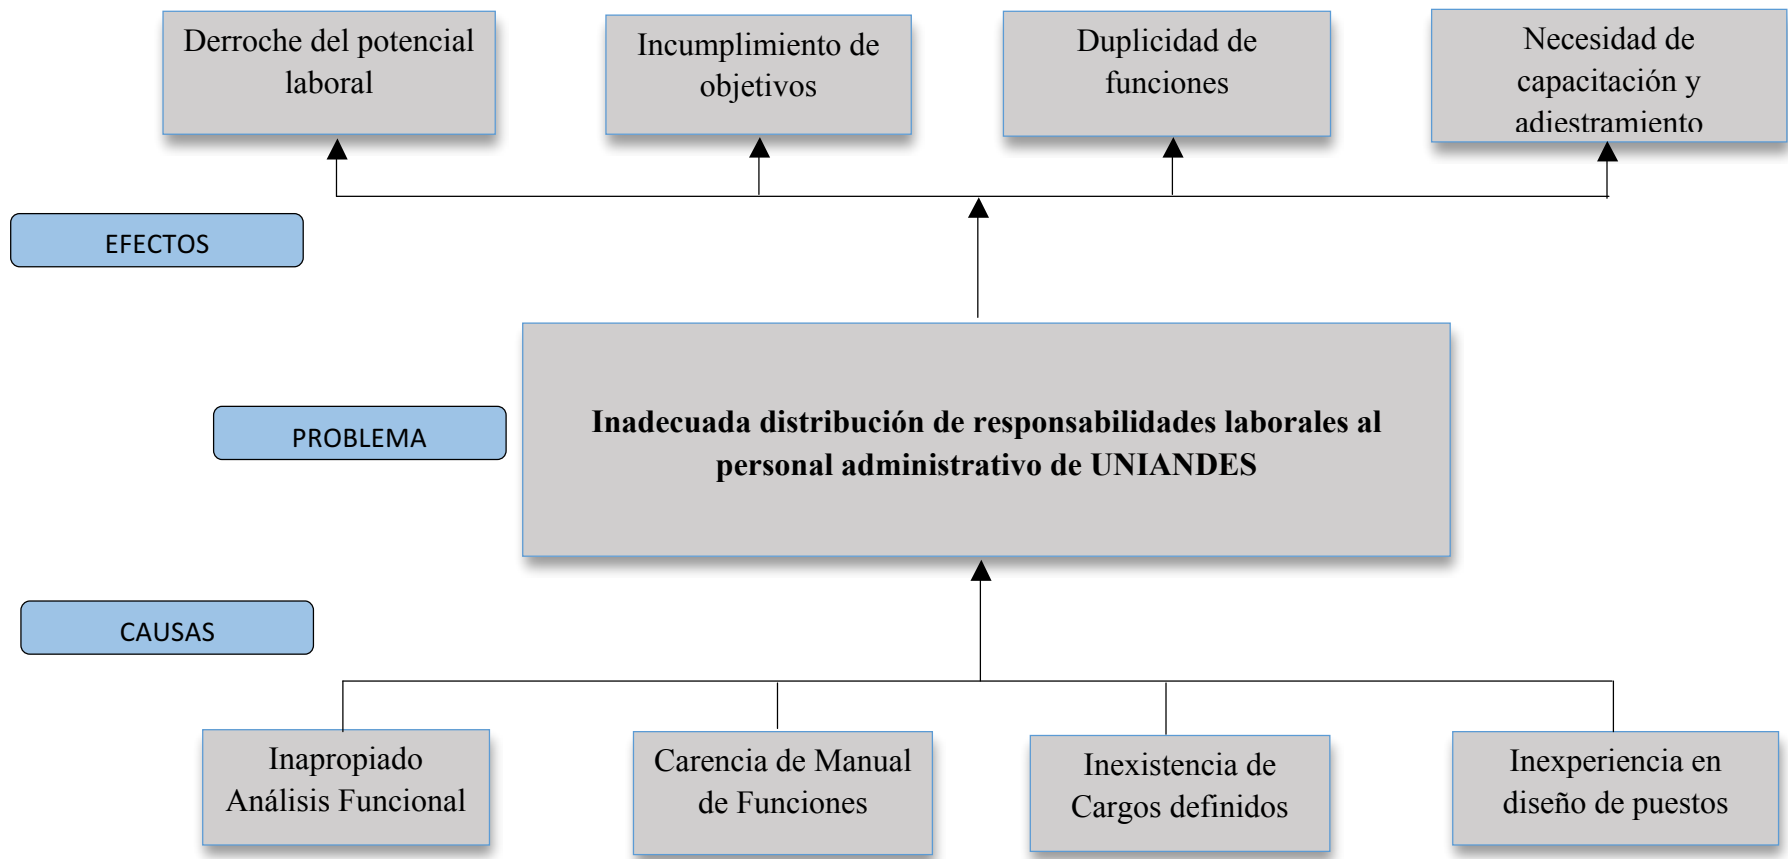 Derroche del potencial
laboral
Incumplimiento de
objetivos
Duplicidad de
funciones
Necesidad de
capacitación y
adiestramiento
EFECTOS
PROBLEMA
Inadecuada distribución de responsabilidades laborales al
personal administrativo de UNIANDES
CAUSAS
Inapropiado
Análisis Funcional
Carencia de Manual
de Funciones
Inexistencia de
Cargos definidos
Inexperiencia en
diseño de puestos